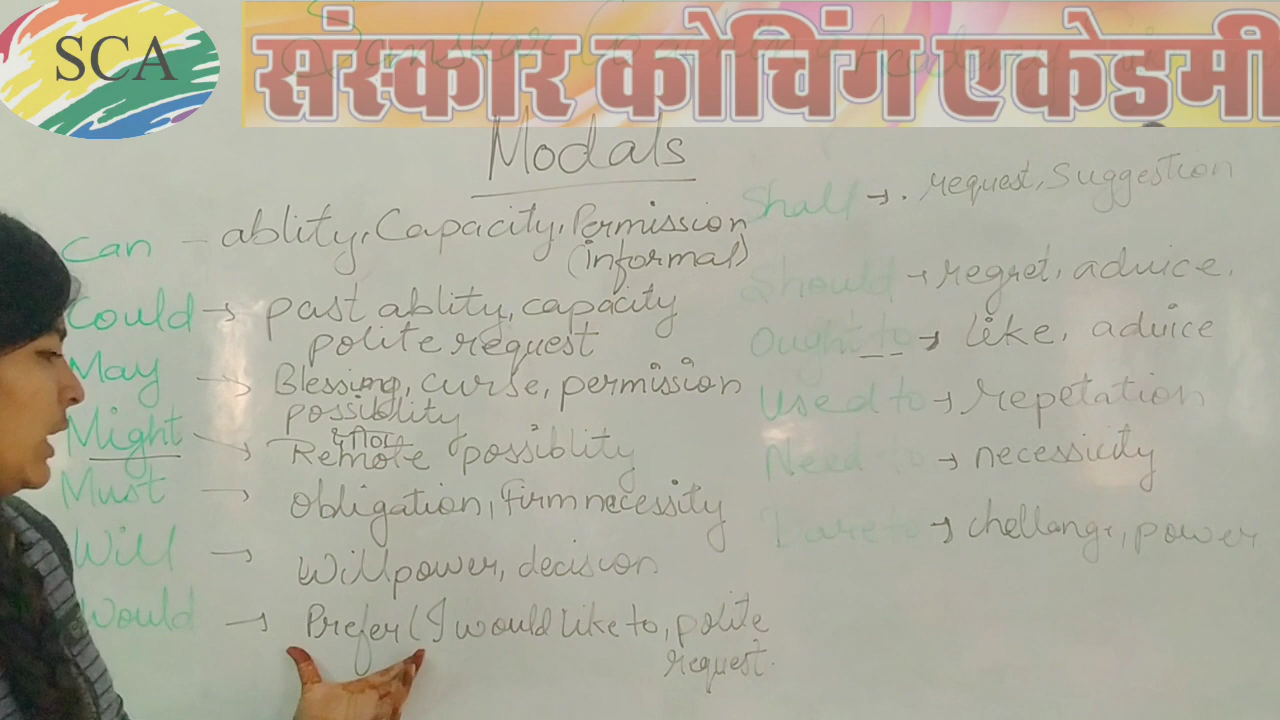 SCA
संस्कार कोचिंग एकेडमी
Sanskar Academy
Modals
Can – ablity, Capacity, Permission
(informal)
Could → past ablity, capacity
polite request
May → Blessing, curse, permission
possiblity
Might → Remote possiblity
Must → Obligation, firm necessity
Will → Willpower, decision
Would → Prefer (I would like to, polite
request.
Shall → . request, Suggestion
Should → regret, advice.
Ought to → like, advice
Used to → repetation
Need to → necessicity
Dare to → chellange, power